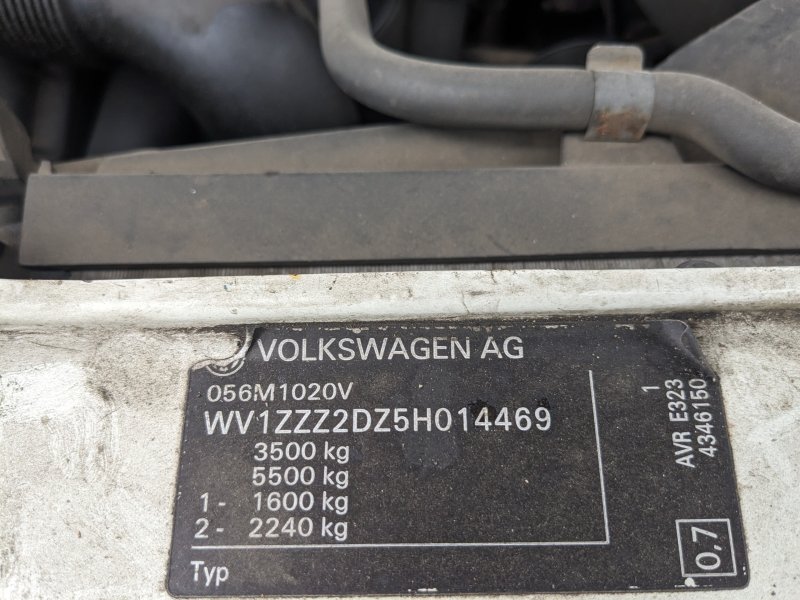 VOLKSWAGEN AG
056M1020V
WV1ZZZ2DZ5H014469
3500 kg
5500 kg
1- 1600 kg
2- 2240 kg
Typ
1
AVR E323
4346150
0,7